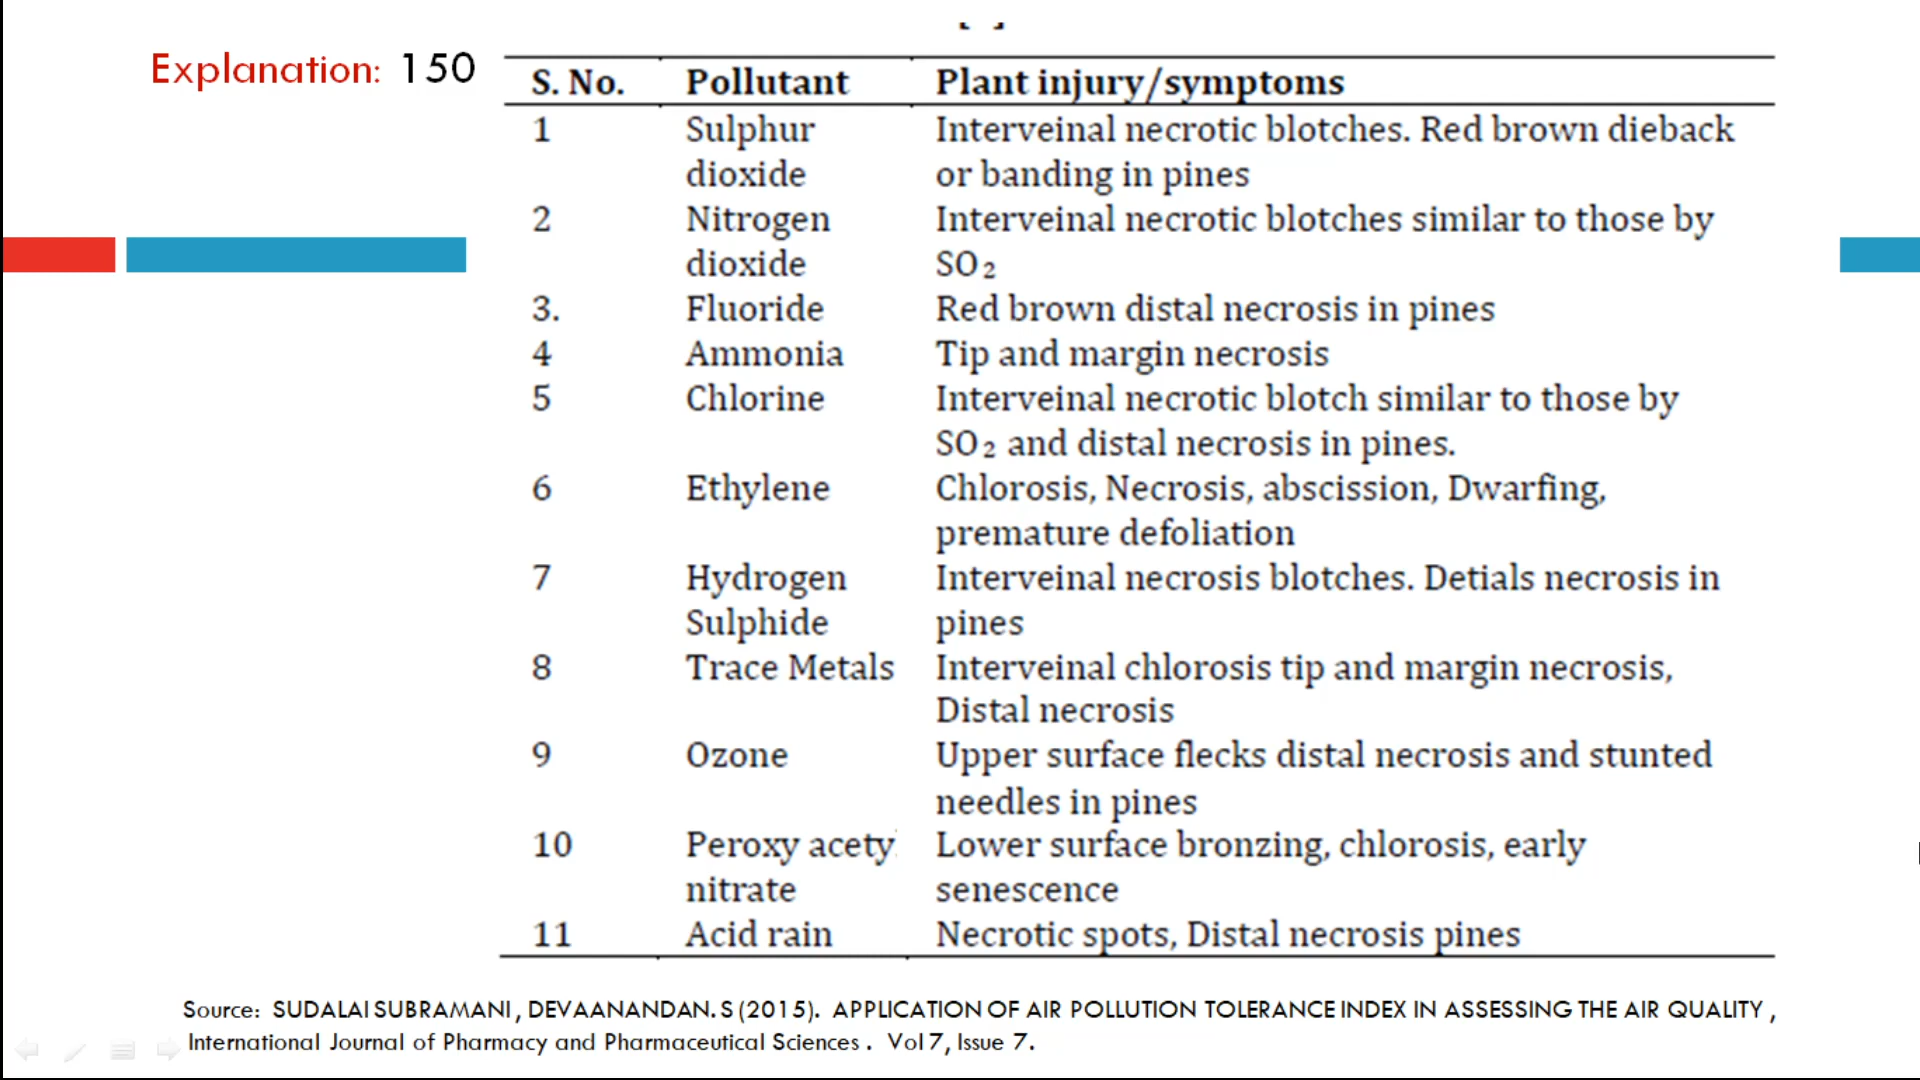 Explanation: 150
S. No. Pollutant Plant injury/symptoms
1 Sulphur Interveinal necrotic blotches. Red brown dieback
dioxide or banding in pines
2 Nitrogen Interveinal necrotic blotches similar to those by
dioxide SO₂
3. Fluoride Red brown distal necrosis in pines
4 Ammonia Tip and margin necrosis
5 Chlorine Interveinal necrotic blotch similar to those by
SO₂ and distal necrosis in pines.
6 Ethylene Chlorosis, Necrosis, abscission, Dwarfing,
premature defoliation
7 Hydrogen Interveinal necrosis blotches. Detials necrosis in
Sulphide pines
8 Trace Metals Interveinal chlorosis tip and margin necrosis,
Distal necrosis
9 Ozone Upper surface flecks distal necrosis and stunted
needles in pines
10 Peroxy acety Lower surface bronzing, chlorosis, early
nitrate senescence
11 Acid rain Necrotic spots, Distal necrosis pines
Source: SUDALAI SUBRAMANI , DEVAANANDAN. S (2015). APPLICATION OF AIR POLLUTION TOLERANCE INDEX IN ASSESSING THE AIR QUALITY ,
International Journal of Pharmacy and Pharmaceutical Sciences . Vol 7, Issue 7.